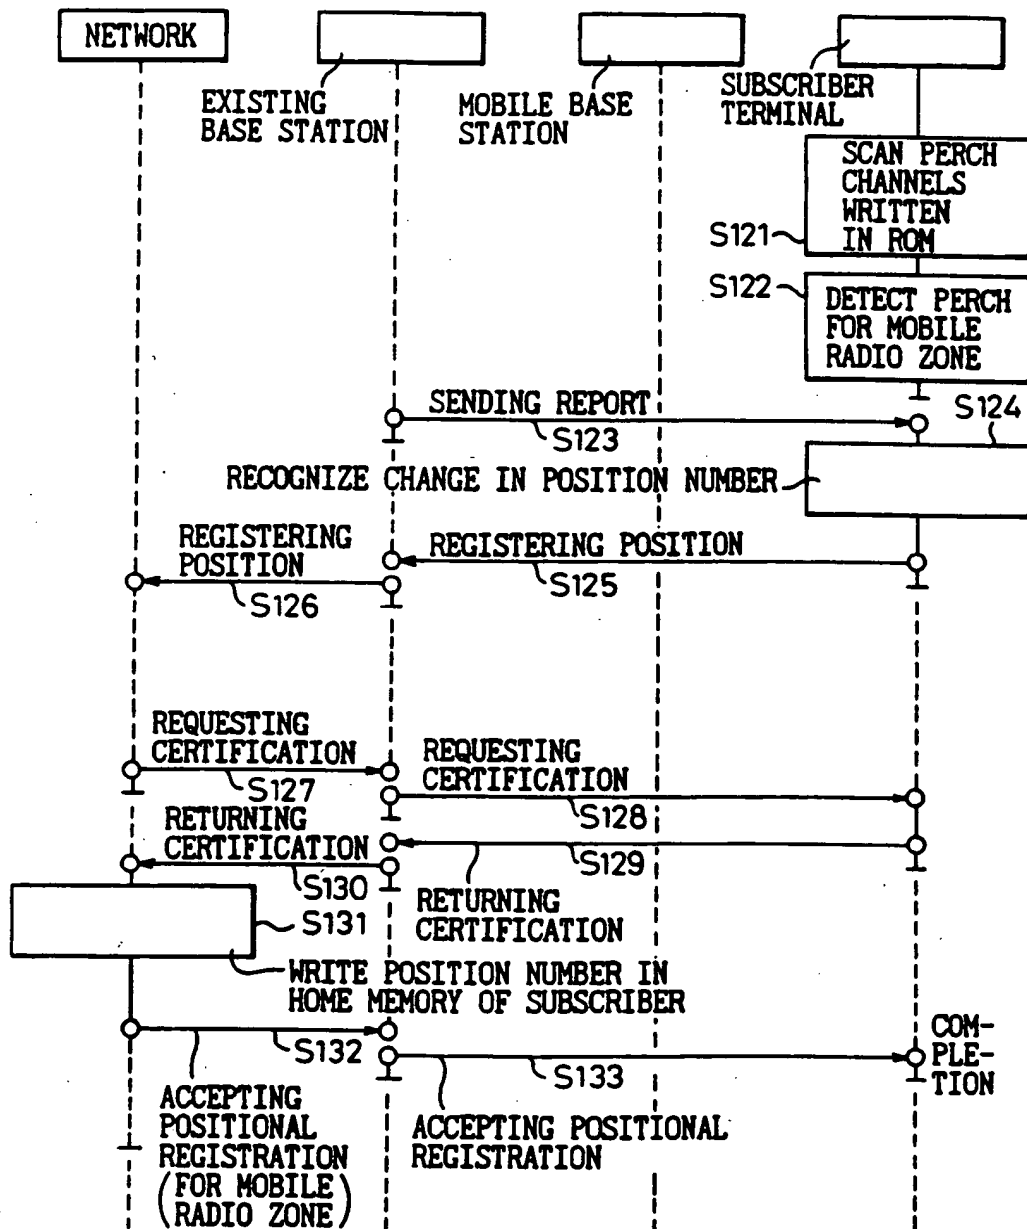 NETWORK
EXISTING
BASE STATION
MOBILE BASE
STATION
SUBSCRIBER
TERMINAL
SCAN PERCH
CHANNELS
WRITTEN
IN ROM
S121
S122
DETECT PERCH
FOR MOBILE
RADIO ZONE
SENDING REPORT
S123
S124
RECOGNIZE CHANGE IN POSITION NUMBER
REGISTERING
POSITION
S126
REGISTERING POSITION
S125
REQUESTING
CERTIFICATION
S127
REQUESTING
CERTIFICATION
S128
RETURNING
CERTIFICATION
S130
S129
RETURNING
CERTIFICATION
S131
WRITE POSITION NUMBER IN
HOME MEMORY OF SUBSCRIBER
S132
S133
COM-
PLE-
TION
ACCEPTING
POSITIONAL
REGISTRATION
(FOR MOBILE
RADIO ZONE)
ACCEPTING POSITIONAL
REGISTRATION